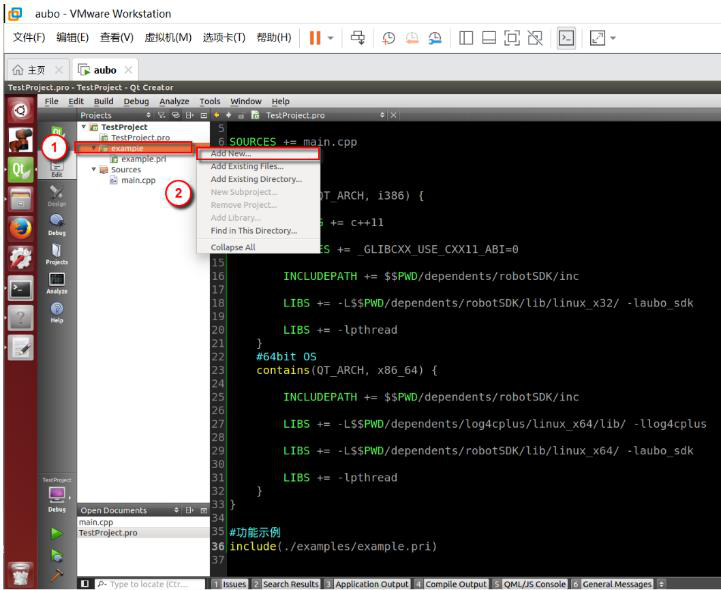 aubo - VMware Workstation
文件(F) 编辑(E) 查看(V) 虚拟机(M) 选项卡(T) 帮助(H)
主页 aubo
TestProject.pro - TestProject - Qt Creator
File Edit Build Debug Analyze Tools Window Help
Projects TestProject.pro
TestProject
TestProject.pro
1 example
example.pri
Sources
main.cpp
Edit
Design
Debug
Projects
Analyze
Help
2
Add New...
Add Existing Files...
Add Existing Directory...
New Subproject...
Remove Project...
Add Library...
Find in This Directory...
Collapse All
5
6 SOURCES += main.cpp
QT_ARCH, i386) {
+= c++11
ES += _GLIBCXX_USE_CXX11_ABI=0
15
16 INCLUDEPATH += $$PWD/dependents/robotSDK/inc
17
18 LIBS += -L$$PWD/dependents/robotSDK/lib/linux_x32/ -laubo_sdk
19
20 LIBS += -lpthread
21 }
22 #64bit OS
23 contains(QT_ARCH, x86_64) {
24
25 INCLUDEPATH += $$PWD/dependents/robotSDK/inc
26
27 LIBS += -L$$PWD/dependents/log4cplus/linux_x64/lib/ -llog4cplus
28
29 LIBS += -L$$PWD/dependents/robotSDK/lib/linux_x64/ -laubo_sdk
30
31 LIBS += -lpthread
32 }
33 }
34
35 #功能示例
36 include(./examples/example.pri)
37
TestProject
Debug
Open Documents
main.cpp
TestProject.pro
Type to locate (Ctr...
1 Issues 2 Search Results 3 Application Output 4 Compile Output 5 QML/JS Console 6 General Messages